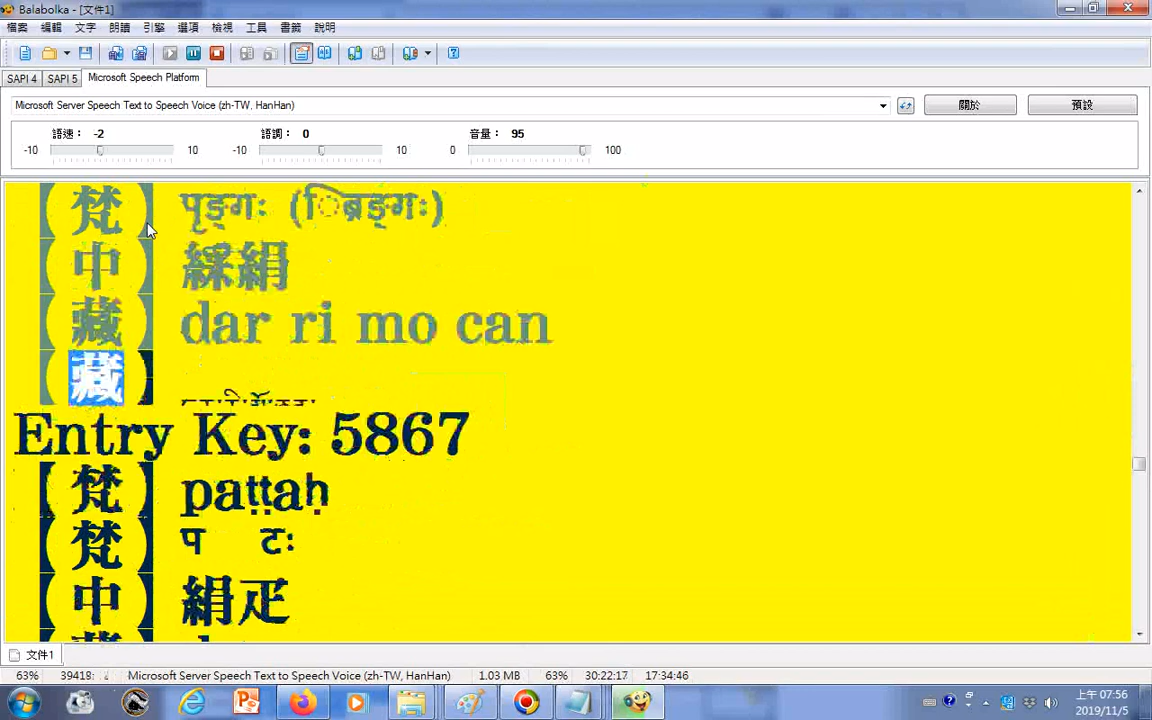 Balabolka - [文件1]
檔案 編輯 文字 朗讀 引擎 選項 檢視 工具 書籤 說明
SAPI 4 SAPI 5 Microsoft Speech Platform
Microsoft Server Speech Text to Speech Voice (zh-TW, HanHan) 關於 預設
語速： -2 語調： 0 音量： 95
-10 10 -10 10 0 100
【梵】 पृङ्गः (िब्रङ्गः)
【中】 綵絹
【藏】 dar ri mo can
【藏】
Entry Key: 5867
【梵】 paṭṭaḥ
【梵】 प टः
【中】 絹疋
文件1
63% 39418: Microsoft Server Speech Text to Speech Voice (zh-TW, HanHan) 1.03 MB 63% 30:22:17 17:34:46
上午 07:56
2019/11/5